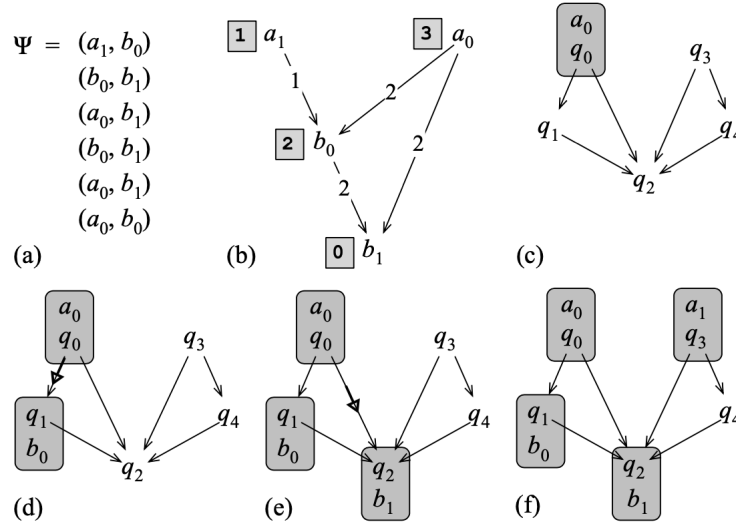 Ψ = (a₁, b₀)
(b₀, b₁)
(a₀, b₁)
(b₀, b₁)
(a₀, b₁)
(a₀, b₀)
(a)
1 a₁
3 a₀
1
2
2 b₀
2
2
0 b₁
(b)
a₀
q₀
q₃
q₁
q₄
q₂
(c)
a₀
q₀
q₃
q₁
q₄
b₀
q₂
(d)
a₀
q₀
q₃
q₁
q₄
b₀
q₂
b₁
(e)
a₀
a₁
q₀
q₃
q₁
q₄
b₀
q₂
b₁
(f)